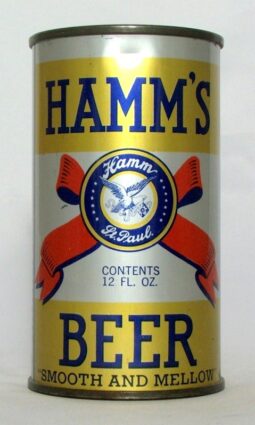 HAMM'S
Hamm
St. Paul.
CONTENTS
12 FL. OZ.
BEER
"SMOOTH AND MELLOW"